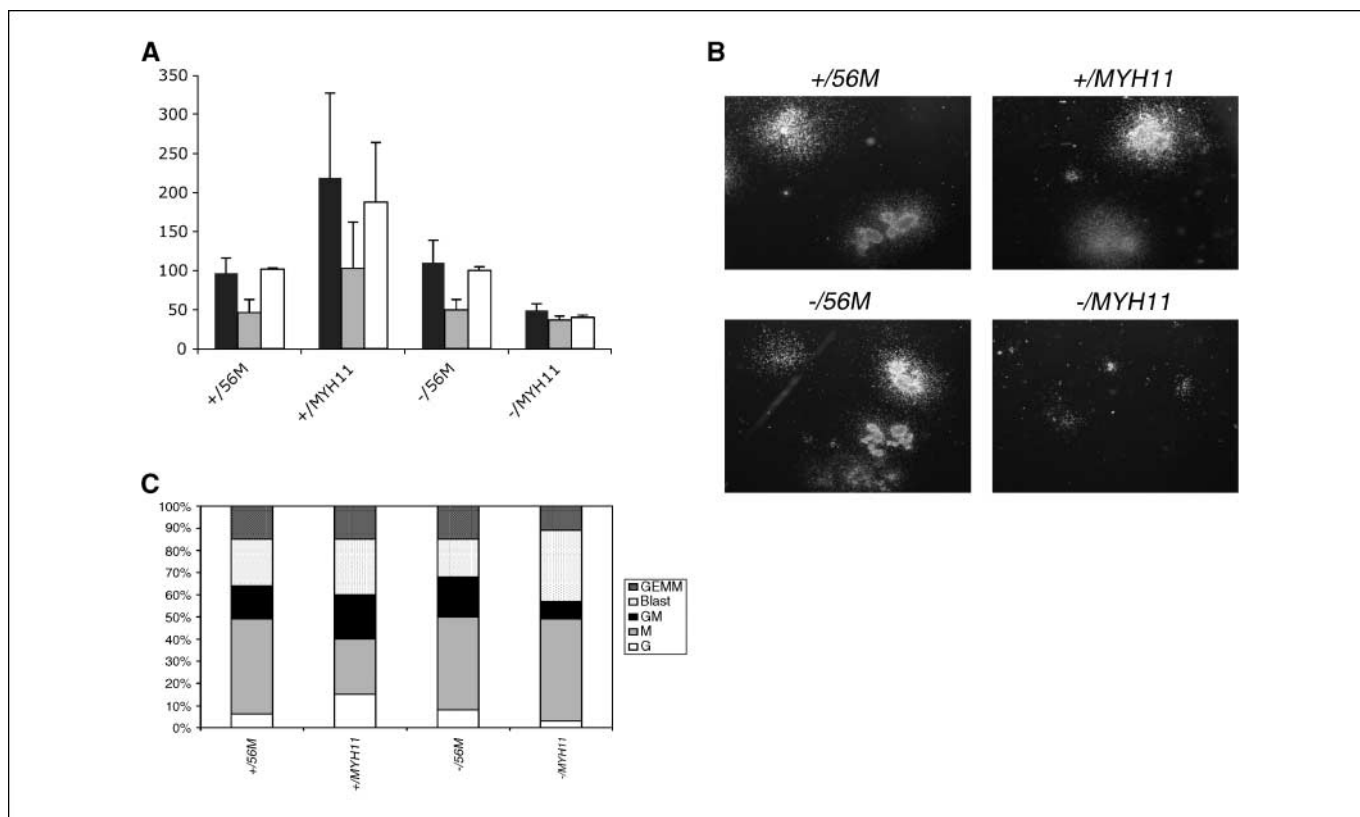 A
350
300
250
200
150
100
50
0
+/56M
+/MYH11
-/56M
-/MYH11
B
+/56M
+/MYH11
-/56M
-/MYH11
C
100%
90%
80%
70%
60%
50%
40%
30%
20%
10%
0%
+/56M
+/MYH11
-/56M
-/MYH11
GEMM
Blast
GM
M
G